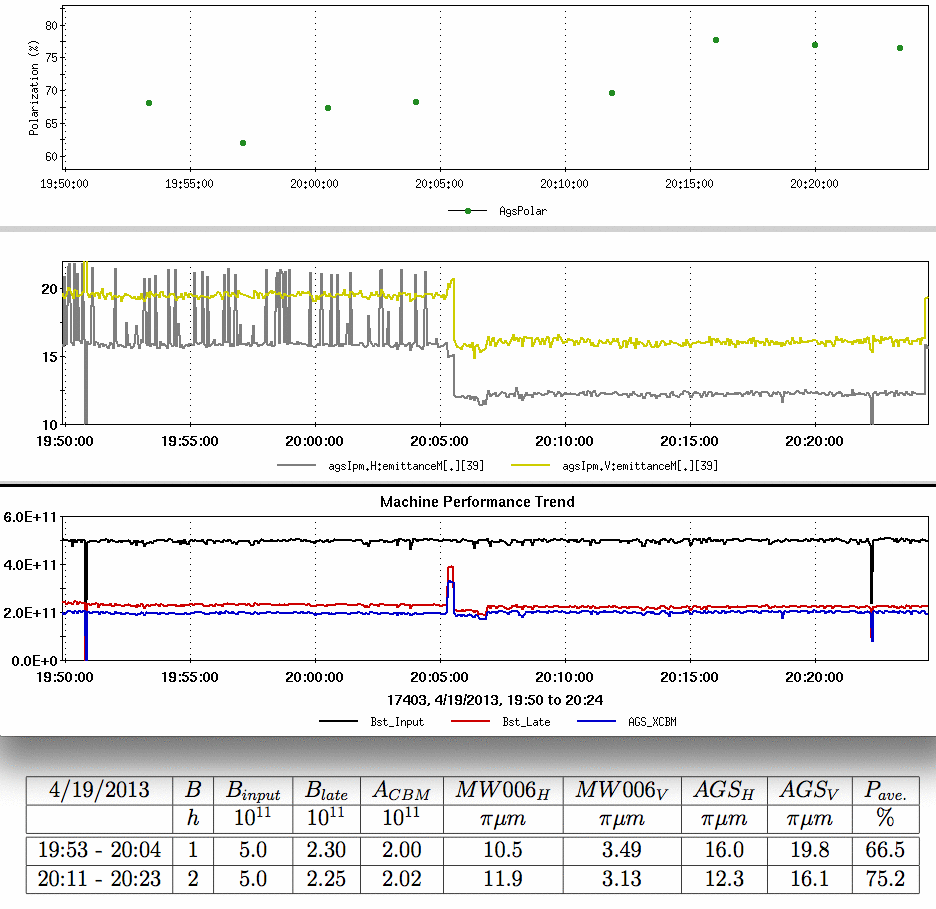 80
75
70
65
60
Polarization (%)
19:50:00 19:55:00 20:00:00 20:05:00 20:10:00 20:15:00 20:20:00
AgsPolar
20
15
10
19:50:00 19:55:00 20:00:00 20:05:00 20:10:00 20:15:00 20:20:00
agsIpm.H:emittanceM[.][39] agsIpm.V:emittanceM[.][39]
Machine Performance Trend
6.0E+11
4.0E+11
2.0E+11
0.0E+0
19:50:00 19:55:00 20:00:00 20:05:00 20:10:00 20:15:00 20:20:00
17403, 4/19/2013, 19:50 to 20:24
Bst_Input Bst_Late AGS_XCBM
4/19/2013 B B_input B_late A_CBM MW006_H MW006_V AGS_H AGS_V P_ave.
h 10^11 10^11 10^11 πμm πμm πμm πμm %
19:53 - 20:04 1 5.0 2.30 2.00 10.5 3.49 16.0 19.8 66.5
20:11 - 20:23 2 5.0 2.25 2.02 11.9 3.13 12.3 16.1 75.2